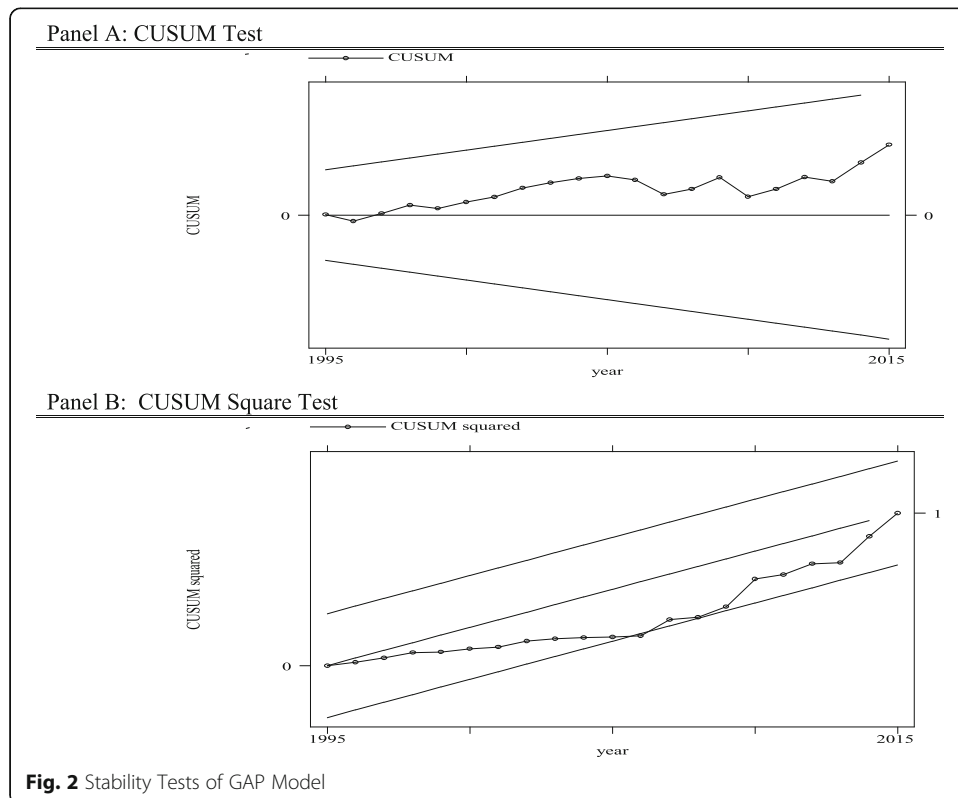 Panel A: CUSUM Test
CUSUM
CUSUM
0
0
1995
2015
year
Panel B: CUSUM Square Test
CUSUM squared
CUSUM squared
1
0
1995
2015
year
Fig. 2 Stability Tests of GAP Model